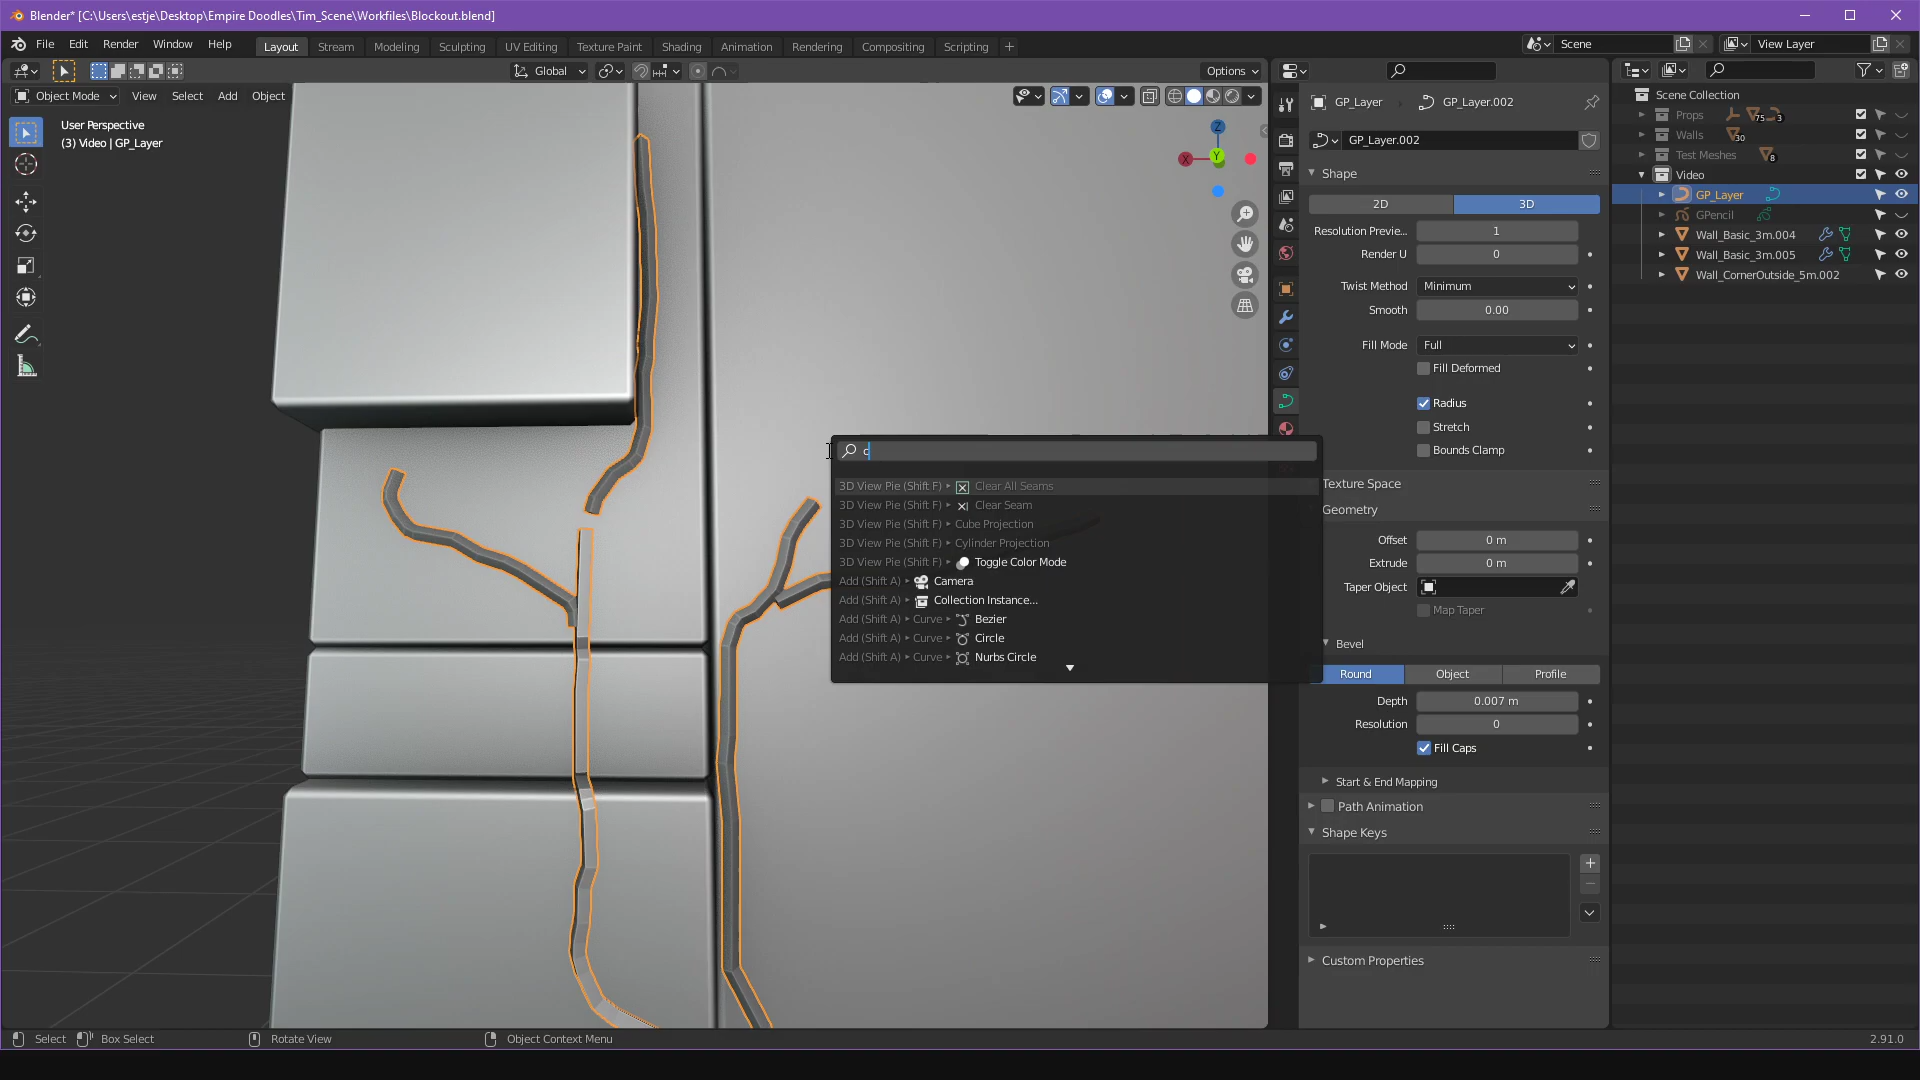 Blender* [C:\Users\estje\Desktop\Empire Doodles\Tim_Scene\Workfiles\Blockout.blend]
File Edit Render Window Help
Layout Stream Modeling Sculpting UV Editing Texture Paint Shading Animation Rendering Compositing Scripting +
Scene
View Layer
Global
Options
Object Mode View Select Add Object
User Perspective
(3) Video | GP_Layer
Z
X
Y
c
3D View Pie (Shift F) ▸ Clear All Seams
3D View Pie (Shift F) ▸ Clear Seam
3D View Pie (Shift F) ▸ Cube Projection
3D View Pie (Shift F) ▸ Cylinder Projection
3D View Pie (Shift F) ▸ Toggle Color Mode
Add (Shift A) ▸ Camera
Add (Shift A) ▸ Collection Instance...
Add (Shift A) ▸ Curve ▸ Bezier
Add (Shift A) ▸ Curve ▸ Circle
Add (Shift A) ▸ Curve ▸ Nurbs Circle
GP_Layer GP_Layer.002
GP_Layer.002
Shape
2D 3D
Resolution Previe... 1
Render U 0
Twist Method Minimum
Smooth 0.00
Fill Mode Full
Fill Deformed
Radius
Stretch
Bounds Clamp
Texture Space
Geometry
Offset 0 m
Extrude 0 m
Taper Object
Map Taper
Bevel
Round Object Profile
Depth 0.007 m
Resolution 0
Fill Caps
Start & End Mapping
Path Animation
Shape Keys
Custom Properties
Scene Collection
Props 75 3
Walls 30
Test Meshes 8
Video
GP_Layer
GPencil
Wall_Basic_3m.004
Wall_Basic_3m.005
Wall_CornerOutside_5m.002
Select Box Select Rotate View Object Context Menu 2.91.0